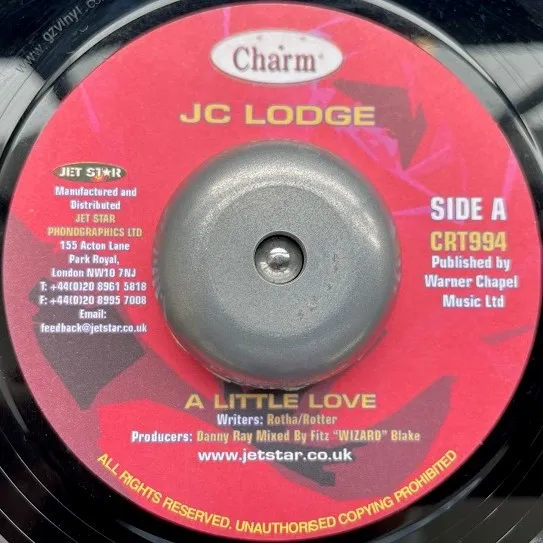 www.gzvinyl.com
Charm
JC LODGE
JET STAR
Manufactured and
Distributed
JET STAR
PHONOGRAPHICS LTD
155 Acton Lane
Park Royal,
London NW10 7NJ
T: +44(0)20 8961 5818
F: +44(0)20 8995 7008
Email:
feedback@jetstar.co.uk
SIDE A
CRT994
Published by
Warner Chapel
Music Ltd
A LITTLE LOVE
Writers: Rotha/Rotter
Producers: Danny Ray Mixed By Fitz "WIZARD" Blake
www.jetstar.co.uk
ALL RIGHTS RESERVED. UNAUTHORISED COPYING PROHIBITED